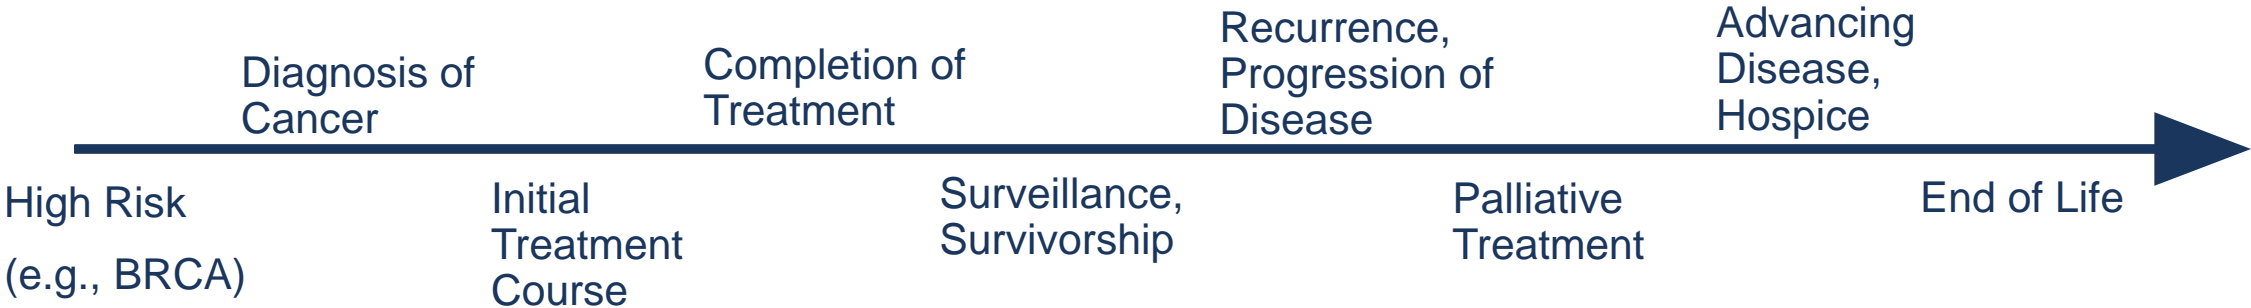 High Risk
(e.g., BRCA)
Diagnosis of
Cancer
Initial
Treatment
Course
Completion of
Treatment
Surveillance,
Survivorship
Recurrence,
Progression of
Disease
Palliative
Treatment
Advancing
Disease,
Hospice
End of Life